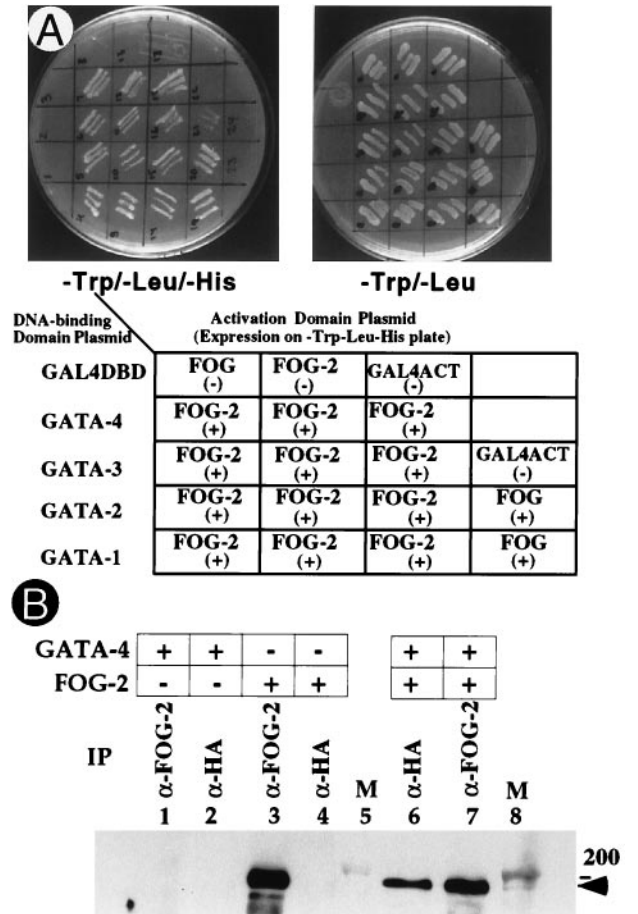 A
-Trp/-Leu/-His
-Trp/-Leu
DNA-binding
Domain Plasmid
Activation Domain Plasmid
(Expression on -Trp-Leu-His plate)
GAL4DBD
FOG (-)
FOG-2 (-)
GAL4ACT (-)
GATA-4
FOG-2 (+)
FOG-2 (+)
FOG-2 (+)
GATA-3
FOG-2 (+)
FOG-2 (+)
FOG-2 (+)
GAL4ACT (-)
GATA-2
FOG-2 (+)
FOG-2 (+)
FOG-2 (+)
FOG (+)
GATA-1
FOG-2 (+)
FOG-2 (+)
FOG-2 (+)
FOG (+)
B
GATA-4 + + - - + +
FOG-2 - - + + + +
IP α-FOG-2 α-HA α-FOG-2 α-HA M α-HA α-FOG-2 M
1 2 3 4 5 6 7 8
200